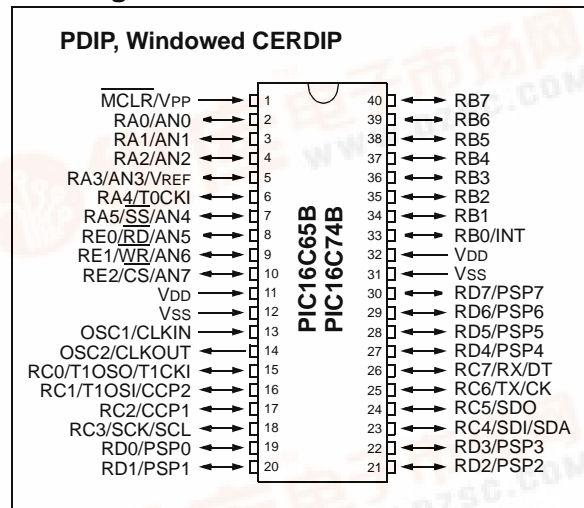 PDIP, Windowed CERDIP
MCLR/VPP 1
RA0/AN0 2
RA1/AN1 3
RA2/AN2 4
RA3/AN3/VREF 5
RA4/T0CKI 6
RA5/SS/AN4 7
RE0/RD/AN5 8
RE1/WR/AN6 9
RE2/CS/AN7 10
VDD 11
VSS 12
OSC1/CLKIN 13
OSC2/CLKOUT 14
RC0/T1OSO/T1CKI 15
RC1/T1OSI/CCP2 16
RC2/CCP1 17
RC3/SCK/SCL 18
RD0/PSP0 19
RD1/PSP1 20
PIC16C65B
PIC16C74B
40 RB7
39 RB6
38 RB5
37 RB4
36 RB3
35 RB2
34 RB1
33 RB0/INT
32 VDD
31 VSS
30 RD7/PSP7
29 RD6/PSP6
28 RD5/PSP5
27 RD4/PSP4
26 RC7/RX/DT
25 RC6/TX/CK
24 RC5/SDO
23 RC4/SDI/SDA
22 RD3/PSP3
21 RD2/PSP2